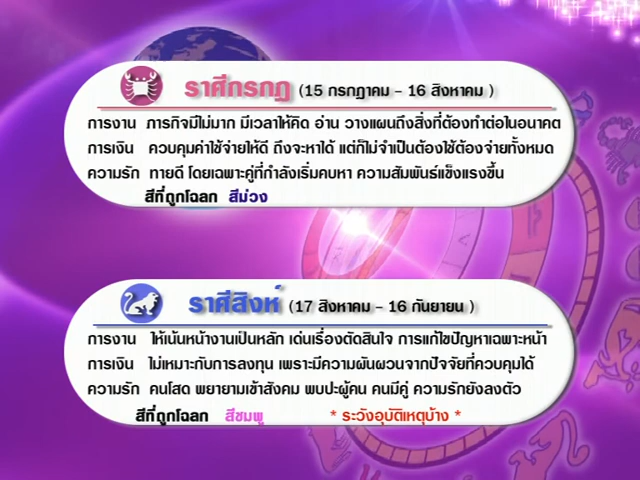 ราศีกรกฎ (15 กรกฎาคม - 16 สิงหาคม )
การงาน ภารกิจมีไม่มาก มีเวลาให้คิด อ่าน วางแผนถึงสิ่งที่ต้องทำต่อในอนาคต
การเงิน ควบคุมค่าใช้จ่ายให้ดี ถึงจะหาได้ แต่ก็ไม่จำเป็นต้องใช้ต้องจ่ายทั้งหมด
ความรัก ทายดี โดยเฉพาะคู่ที่กำลังเริ่มคบหา ความสัมพันธ์แข็งแรงขึ้น
สีที่ถูกโฉลก สีม่วง
ราศีสิงห์ (17 สิงหาคม - 16 กันยายน )
การงาน ให้เน้นหน้างานเป็นหลัก เด่นเรื่องตัดสินใจ การแก้ไขปัญหาเฉพาะหน้า
การเงิน ไม่เหมาะกับการลงทุน เพราะมีความผันผวนจากปัจจัยที่ควบคุมได้
ความรัก คนโสด พยายามเข้าสังคม พบปะผู้คน คนมีคู่ ความรักยังลงตัว
สีที่ถูกโฉลก สีชมพู * ระวังอุบัติเหตุบ้าง *